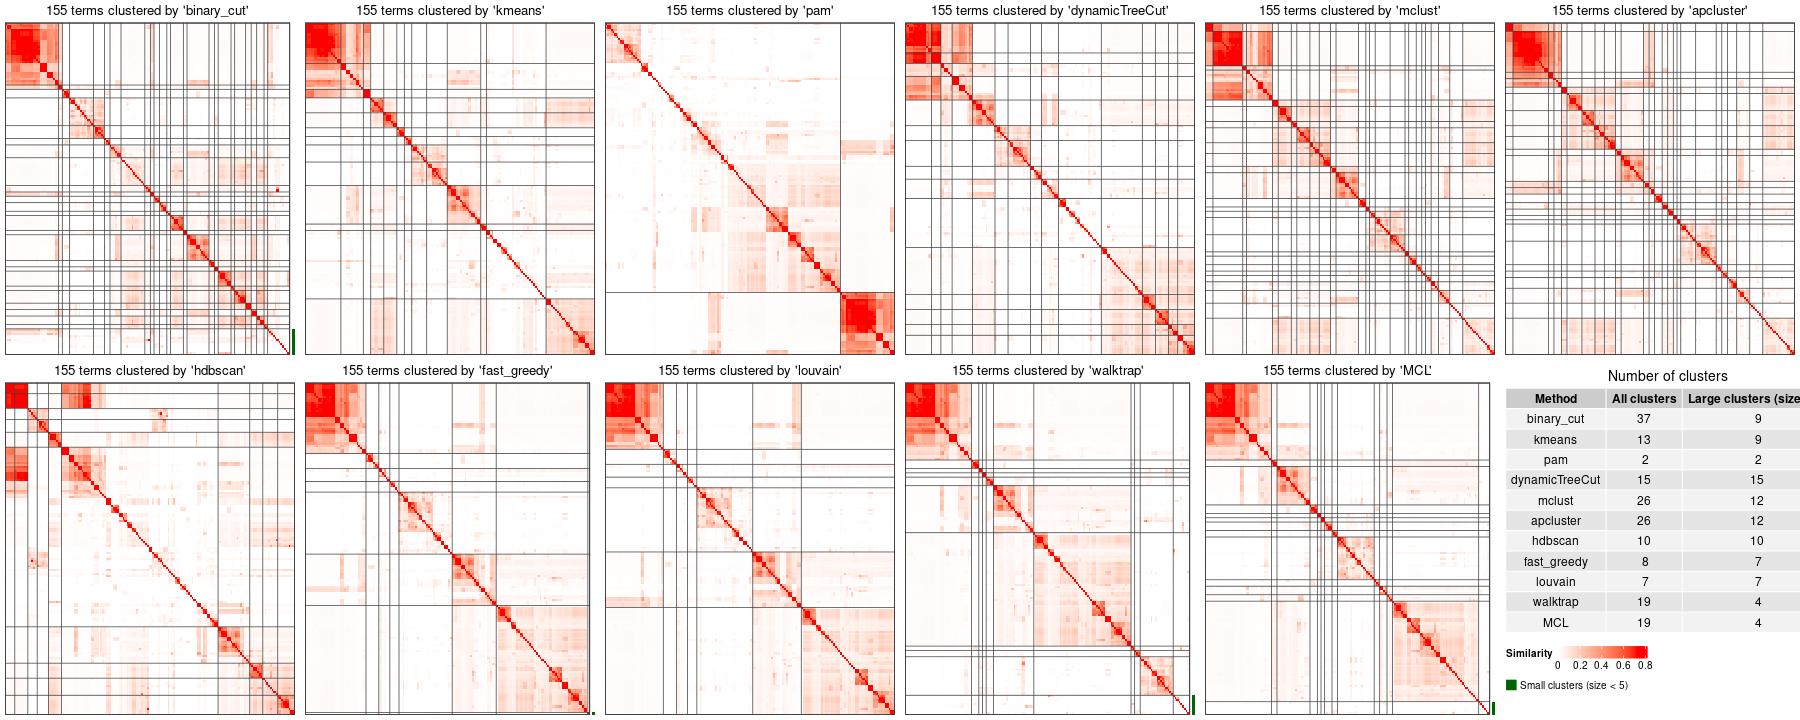 155 terms clustered by 'binary_cut'
155 terms clustered by 'kmeans'
155 terms clustered by 'pam'
155 terms clustered by 'dynamicTreeCut'
155 terms clustered by 'mclust'
155 terms clustered by 'apcluster'
155 terms clustered by 'hdbscan'
155 terms clustered by 'fast_greedy'
155 terms clustered by 'louvain'
155 terms clustered by 'walktrap'
155 terms clustered by 'MCL'
Number of clusters
Method All clusters Large clusters (size
binary_cut 37 9
kmeans 13 9
pam 2 2
dynamicTreeCut 15 15
mclust 26 12
apcluster 26 12
hdbscan 10 10
fast_greedy 8 7
louvain 7 7
walktrap 19 4
MCL 19 4
Similarity
0 0.2 0.4 0.6 0.8
Small clusters (size < 5)